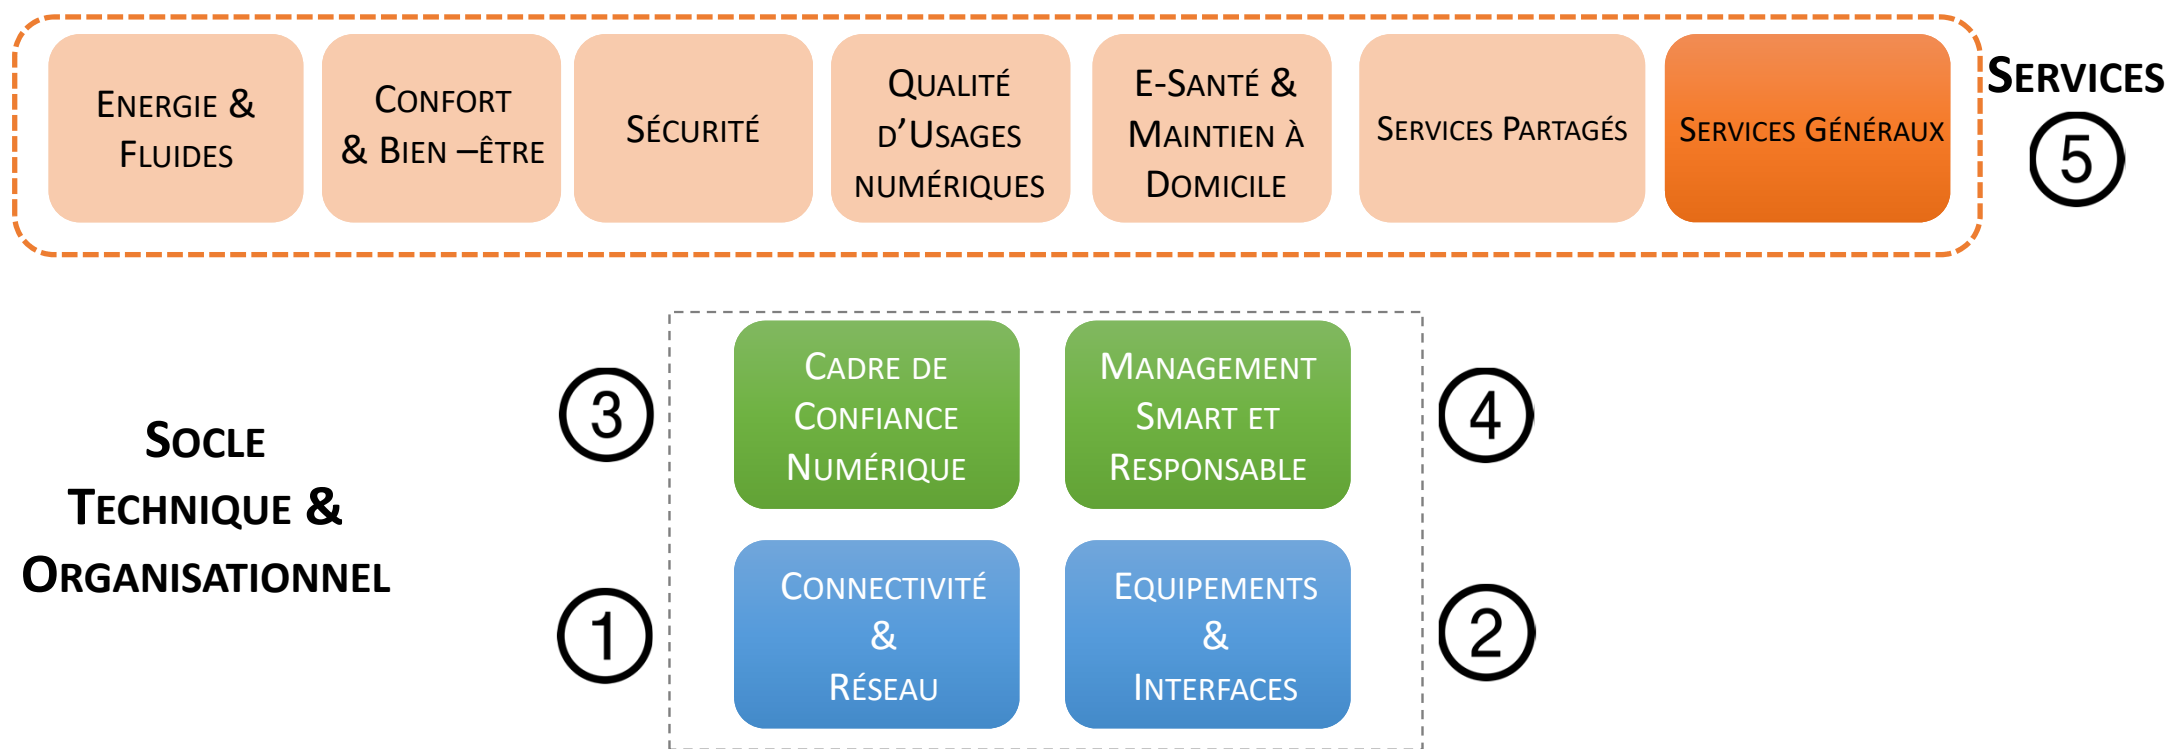 Energie &
Fluides
Confort
& Bien –être
Sécurité
Qualité
d'Usages
numériques
E-Santé &
Maintien à
Domicile
Services Partagés
Services Généraux
Services
5
3
Cadre de
Confiance
Numérique
Management
Smart et
Responsable
4
Socle
Technique &
Organisationnel
1
Connectivité
&
Réseau
Equipements
&
Interfaces
2